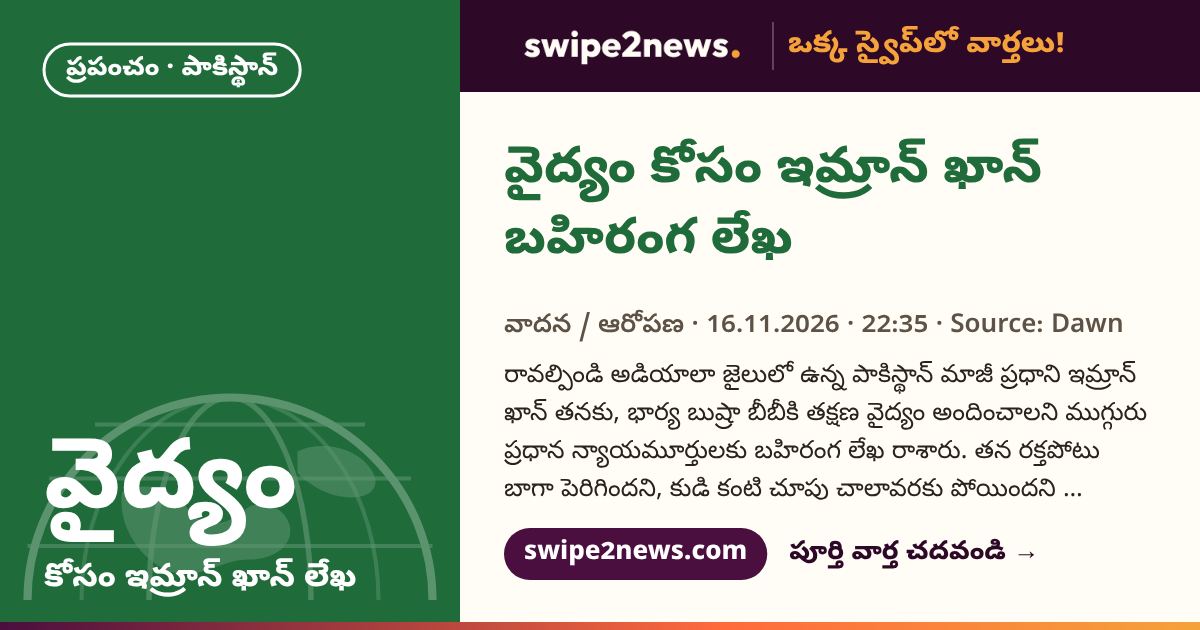 ప్రపంచం · పాకిస్థాన్
swipe2news.
ఒక్క స్వైప్‌లో వార్తలు!
వైద్యం కోసం ఇమ్రాన్ ఖాన్
బహిరంగ లేఖ
వాదన / ఆరోపణ · 16.11.2026 · 22:35 · Source: Dawn
రావల్పిండి అడియాలా జైలులో ఉన్న పాకిస్థాన్ మాజీ ప్రధాని ఇమ్రాన్
ఖాన్ తనకు, భార్య బుష్రా బీబీకి తక్షణ వైద్యం అందించాలని ముగ్గురు
ప్రధాన న్యాయమూర్తులకు బహిరంగ లేఖ రాశారు. తన రక్తపోటు
బాగా పెరిగిందని, కుడి కంటి చూపు చాలావరకు పోయిందని ...
వైద్యం
కోసం ఇమ్రాన్ ఖాన్ లేఖ
swipe2news.com
పూర్తి వార్త చదవండి →